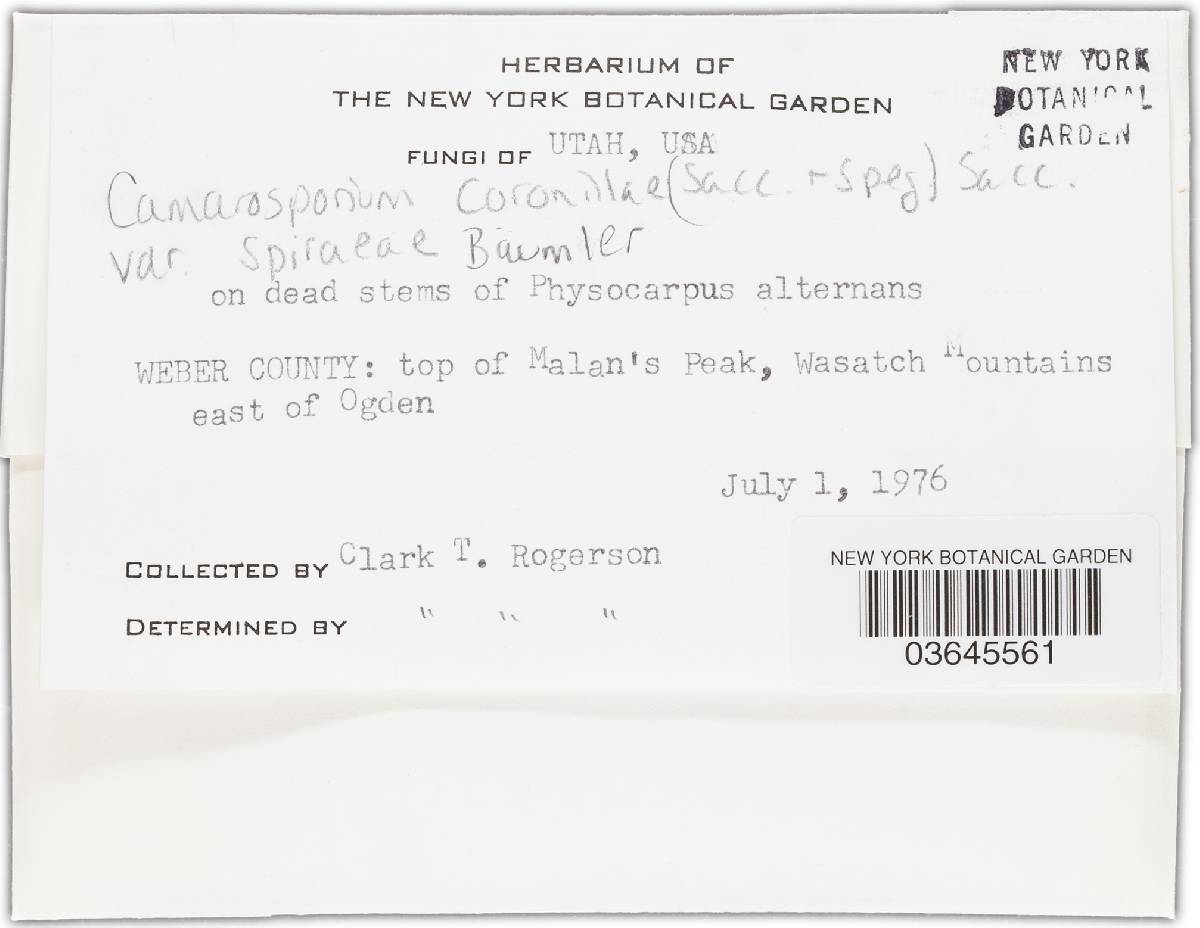 HERBARIUM OF
THE NEW YORK BOTANICAL GARDEN
NEW YORK
BOTANICAL
GARDEN
FUNGI OF UTAH, USA
Camarosporium coronillae (Sacc. + Speg) Sacc.
var. Spiraeae Bäumler
on dead stems of Physocarpus alternans
WEBER COUNTY: top of Malan's Peak, Wasatch Mountains
east of Ogden
July 1, 1976
COLLECTED BY Clark T. Rogerson
DETERMINED BY " " "
NEW YORK BOTANICAL GARDEN
03645561